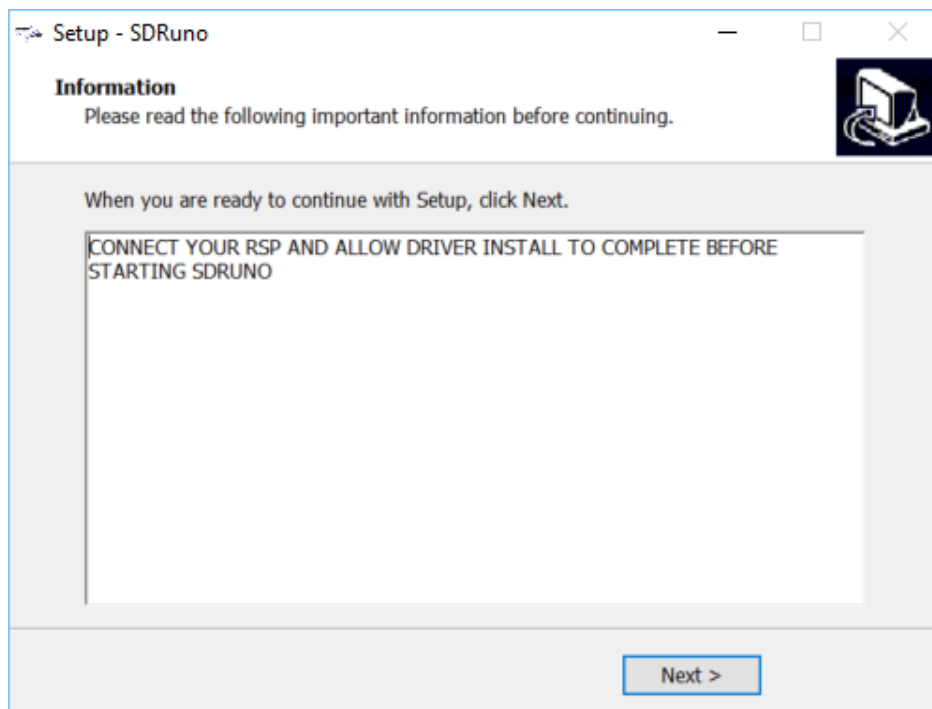 Setup - SDRuno
Information
Please read the following important information before continuing.
When you are ready to continue with Setup, click Next.
CONNECT YOUR RSP AND ALLOW DRIVER INSTALL TO COMPLETE BEFORE
STARTING SDRUNO
Next >